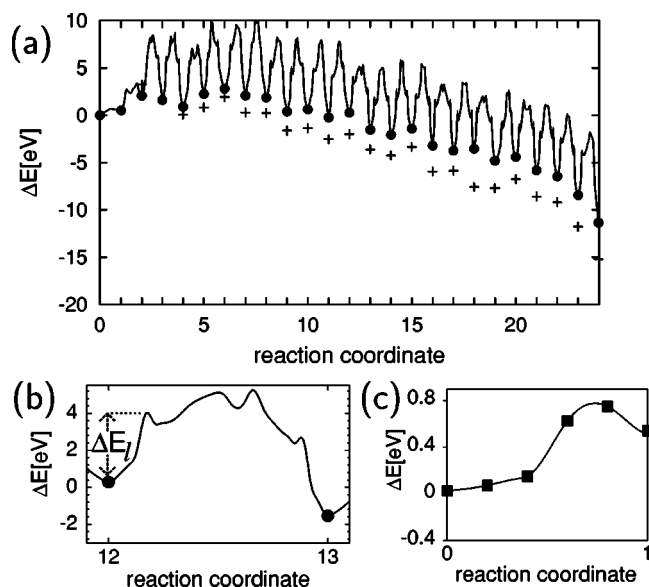 (a)
ΔE[eV]
10
5
0
-5
-10
-15
-20
0 5 10 15 20
reaction coordinate
(b)
ΔE[eV]
4
2
0
-2
ΔE_l
12 13
reaction coordinate
(c)
ΔE[eV]
0.8
0.4
0
-0.4
0 1
reaction coordinate